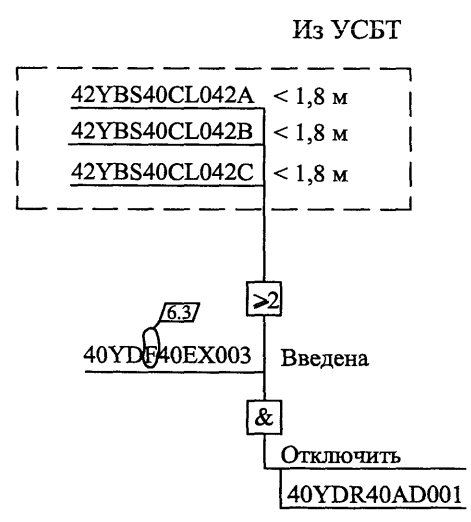 Из УСБТ
42YBS40CL042A < 1,8 м
42YBS40CL042B < 1,8 м
42YBS40CL042C < 1,8 м
⩾2
6.3
40YDF40EX003 Введена
&
Отключить
40YDR40AD001